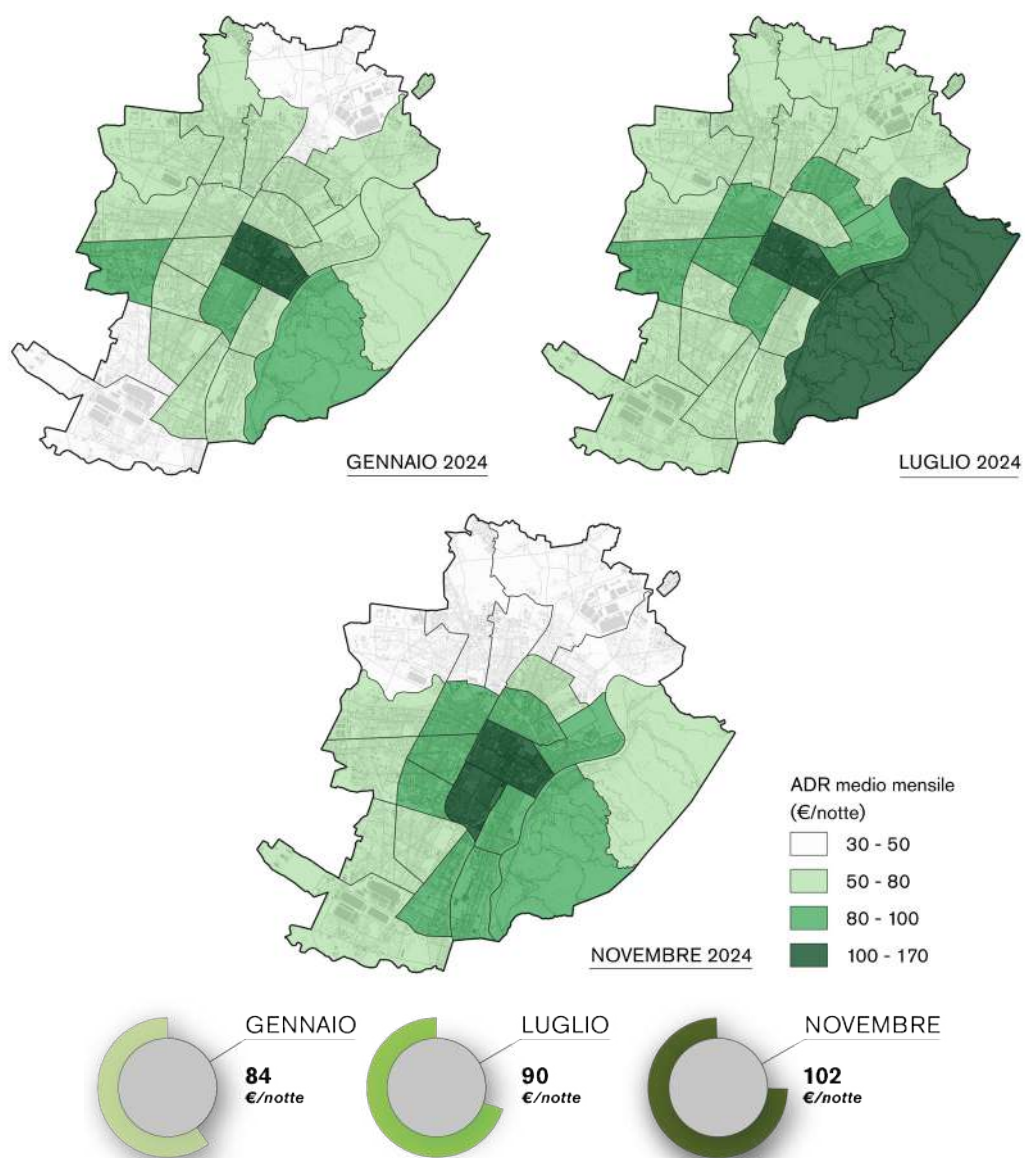 GENNAIO 2024
LUGLIO 2024
NOVEMBRE 2024
ADR medio mensile
(€/notte)
30 - 50
50 - 80
80 - 100
100 - 170
GENNAIO
84
€/notte
LUGLIO
90
€/notte
NOVEMBRE
102
€/notte